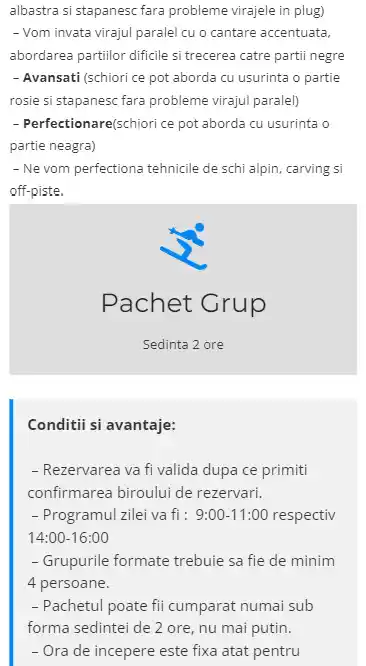 albastra si stapanesc fara probleme virajele in plug)
– Vom invata virajul paralel cu o cantare accentuata,
abordarea partiilor dificile si trecerea catre partii negre
– Avansati (schiori ce pot aborda cu usurinta o partie
rosie si stapanesc fara probleme virajul paralel)
– Perfectionare(schiori ce pot aborda cu usurinta o
partie neagra)
– Ne vom perfectiona tehnicile de schi alpin, carving si
off-piste.
Pachet Grup
Sedinta 2 ore
Conditii si avantaje:
– Rezervarea va fi valida dupa ce primiti
confirmarea biroului de rezervari.
– Programul zilei va fi :  9:00-11:00 respectiv
14:00-16:00
– Grupurile formate trebuie sa fie de minim
4 persoane.
– Pachetul poate fii cumparat numai sub
forma sedintei de 2 ore, nu mai putin.
– Ora de incepere este fixa atat pentru